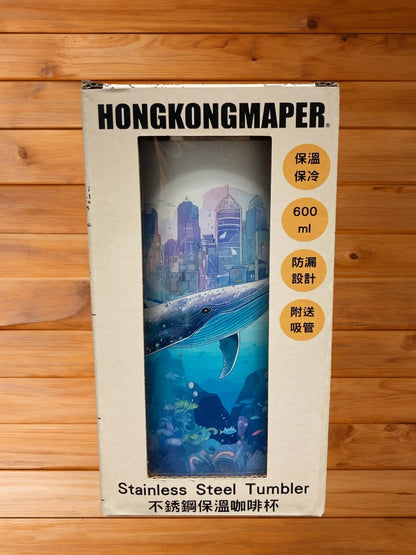 HONGKONGMAPER®
保溫
保冷
600
ml
防漏
設計
附送
吸管
Stainless Steel Tumbler
不銹鋼保溫咖啡杯